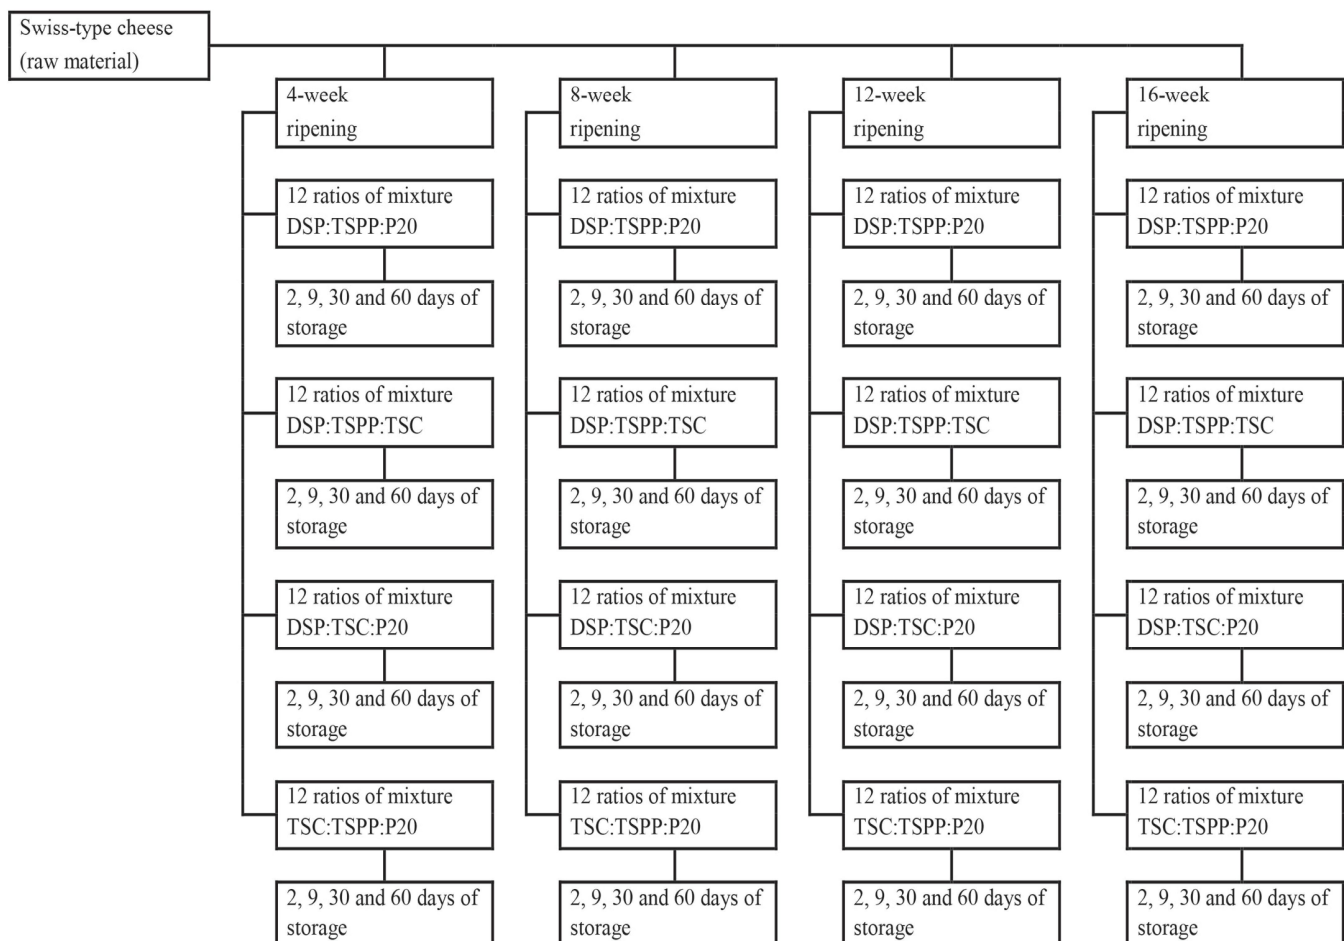 Swiss-type cheese
(raw material)
4-week
ripening
12 ratios of mixture
DSP:TSPP:P20
2, 9, 30 and 60 days of
storage
12 ratios of mixture
DSP:TSPP:TSC
2, 9, 30 and 60 days of
storage
12 ratios of mixture
DSP:TSC:P20
2, 9, 30 and 60 days of
storage
12 ratios of mixture
TSC:TSPP:P20
2, 9, 30 and 60 days of
storage
8-week
ripening
12 ratios of mixture
DSP:TSPP:P20
2, 9, 30 and 60 days of
storage
12 ratios of mixture
DSP:TSPP:TSC
2, 9, 30 and 60 days of
storage
12 ratios of mixture
DSP:TSC:P20
2, 9, 30 and 60 days of
storage
12 ratios of mixture
TSC:TSPP:P20
2, 9, 30 and 60 days of
storage
12-week
ripening
12 ratios of mixture
DSP:TSPP:P20
2, 9, 30 and 60 days of
storage
12 ratios of mixture
DSP:TSPP:TSC
2, 9, 30 and 60 days of
storage
12 ratios of mixture
DSP:TSC:P20
2, 9, 30 and 60 days of
storage
12 ratios of mixture
TSC:TSPP:P20
2, 9, 30 and 60 days of
storage
16-week
ripening
12 ratios of mixture
DSP:TSPP:P20
2, 9, 30 and 60 days of
storage
12 ratios of mixture
DSP:TSPP:TSC
2, 9, 30 and 60 days of
storage
12 ratios of mixture
DSP:TSC:P20
2, 9, 30 and 60 days of
storage
12 ratios of mixture
TSC:TSPP:P20
2, 9, 30 and 60 days of
storage